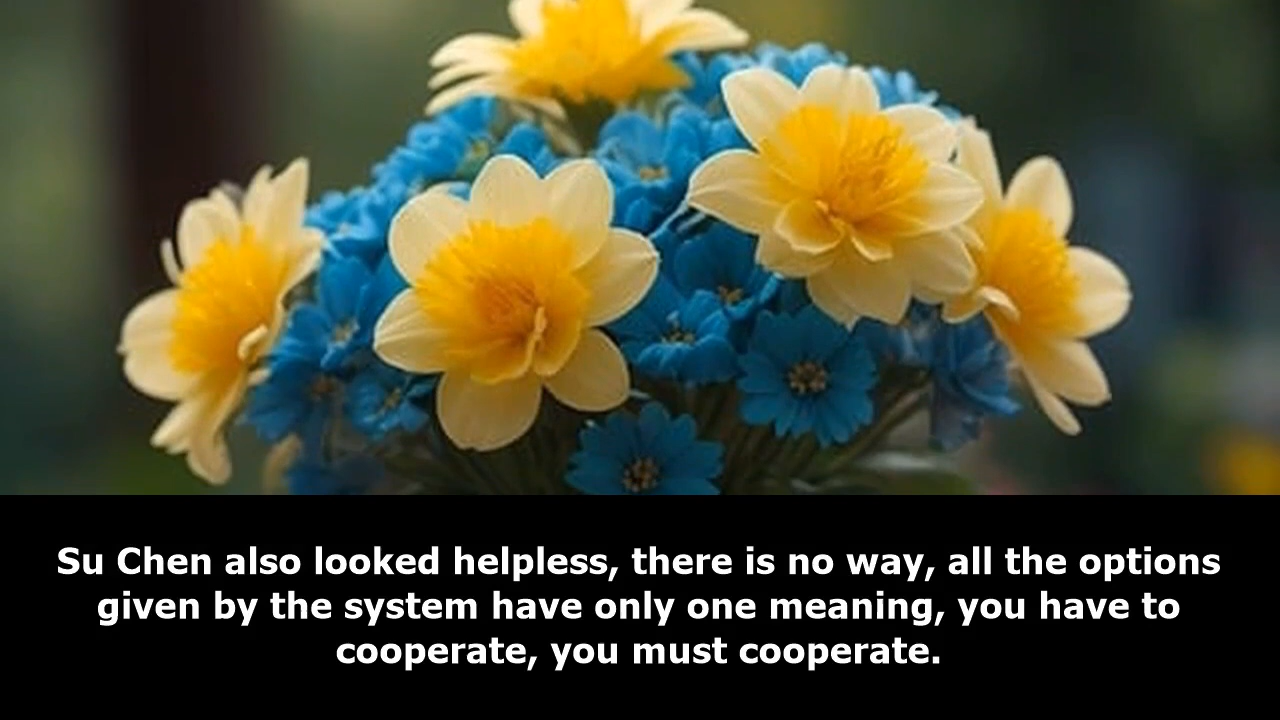 Su Chen also looked helpless, there is no way, all the options
given by the system have only one meaning, you have to
cooperate, you must cooperate.